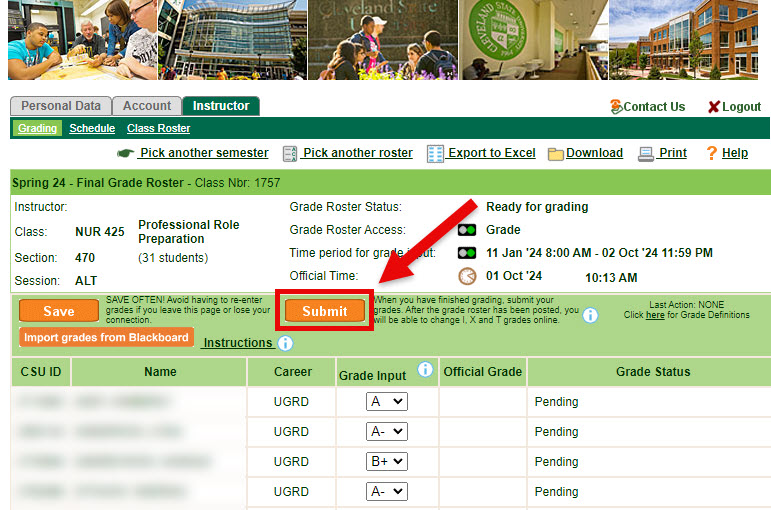 Cleveland State
University
CLEVELAND STATE UNIVERSITY
Personal Data Account Instructor
Contact Us Logout
Grading Schedule Class Roster
Pick another semester Pick another roster Export to Excel Download Print ? Help
Spring 24 - Final Grade Roster - Class Nbr: 1757
Instructor: Grade Roster Status: Ready for grading
Class: NUR 425 Professional Role
Preparation
Grade Roster Access: Grade
Section: 470 (31 students) Time period for grade input: 11 Jan '24 8:00 AM - 02 Oct '24 11:59 PM
Session: ALT Official Time: 01 Oct '24 10:13 AM
Save
SAVE OFTEN! Avoid having to re-enter
grades if you leave this page or lose your
connection.
Submit
When you have finished grading, submit your
grades. After the grade roster has been posted, you
will be able to change I, X and T grades online.
Last Action: NONE
Click here for Grade Definitions
Import grades from Blackboard Instructions
CSU ID Name Career Grade Input Official Grade Grade Status
UGRD A Pending
UGRD A- Pending
UGRD B+ Pending
UGRD A- Pending